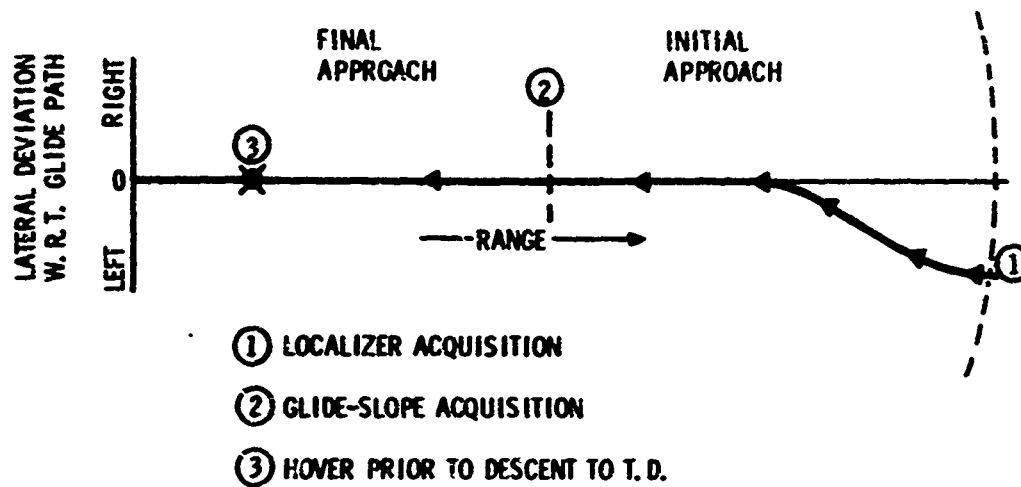 FINAL
APPROACH
INITIAL
APPROACH
LATERAL DEVIATION
W. R. T. GLIDE PATH
RIGHT
0
LEFT
3
2
1
RANGE
1 LOCALIZER ACQUISITION
2 GLIDE-SLOPE ACQUISITION
3 HOVER PRIOR TO DESCENT TO T. D.